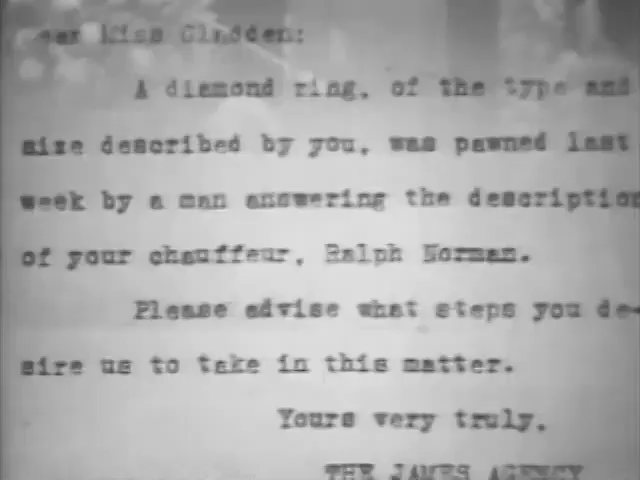 Dear Miss Gladden:
A diamond ring, of the type and
size described by you, was pawned last
week by a man answering the description
of your chauffeur, Ralph Norman.
Please advise what steps you de-
sire us to take in this matter.
Yours very truly,
THE JAMES AGENCY